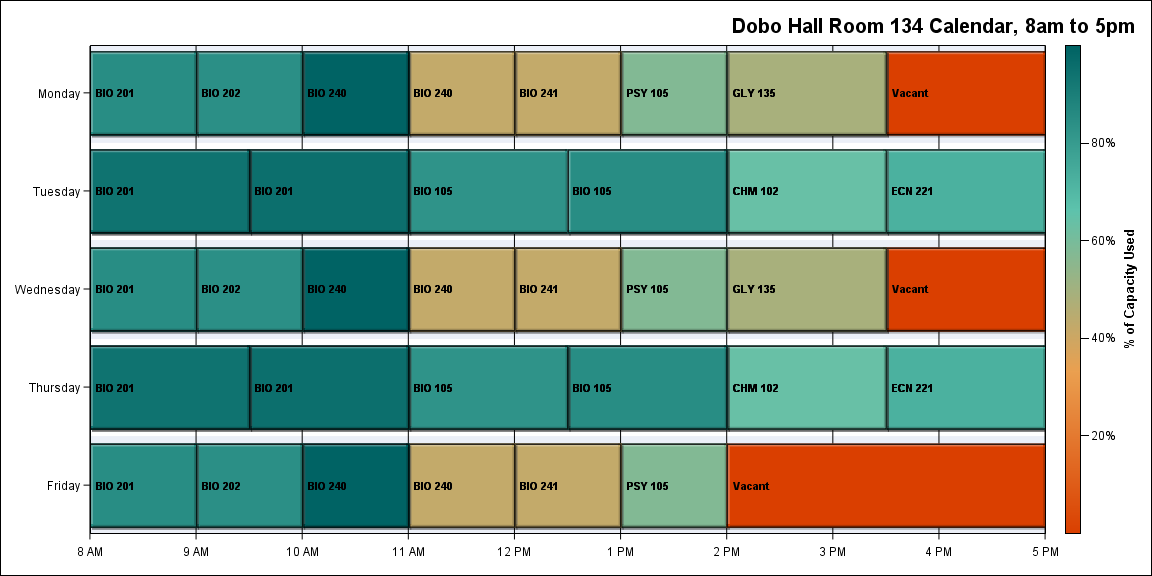 Dobo Hall Room 134 Calendar, 8am to 5pm
Monday
BIO 201
BIO 202
BIO 240
BIO 240
BIO 241
PSY 105
GLY 135
Vacant
Tuesday
BIO 201
BIO 201
BIO 105
BIO 105
CHM 102
ECN 221
Wednesday
BIO 201
BIO 202
BIO 240
BIO 240
BIO 241
PSY 105
GLY 135
Vacant
Thursday
BIO 201
BIO 201
BIO 105
BIO 105
CHM 102
ECN 221
Friday
BIO 201
BIO 202
BIO 240
BIO 240
BIO 241
PSY 105
Vacant
8 AM
9 AM
10 AM
11 AM
12 PM
1 PM
2 PM
3 PM
4 PM
5 PM
80%
60%
40%
20%
% of Capacity Used